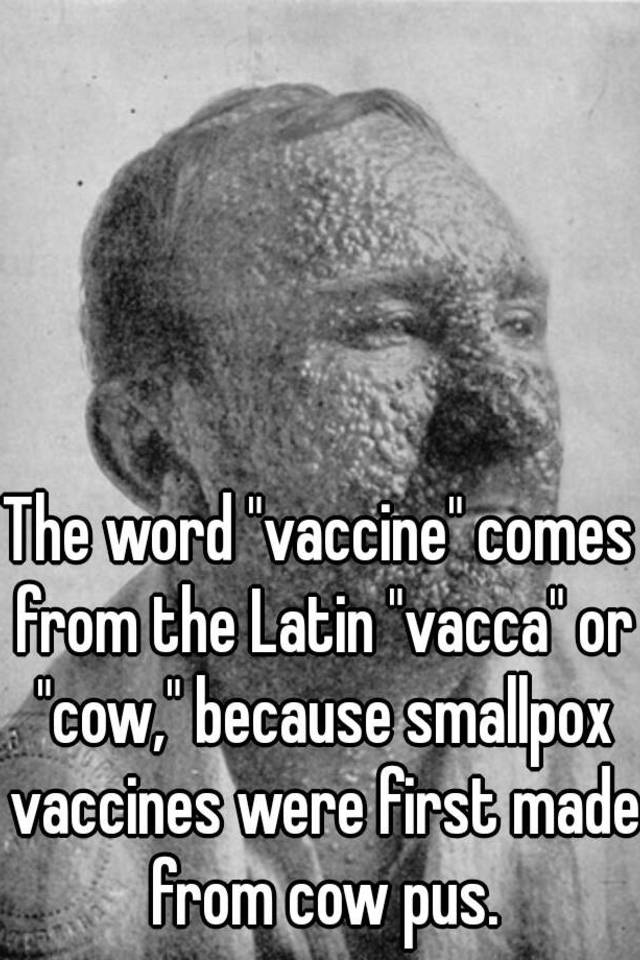 The word "vaccine" comes
from the Latin "vacca" or
"cow," because smallpox
vaccines were first made
from cow pus.